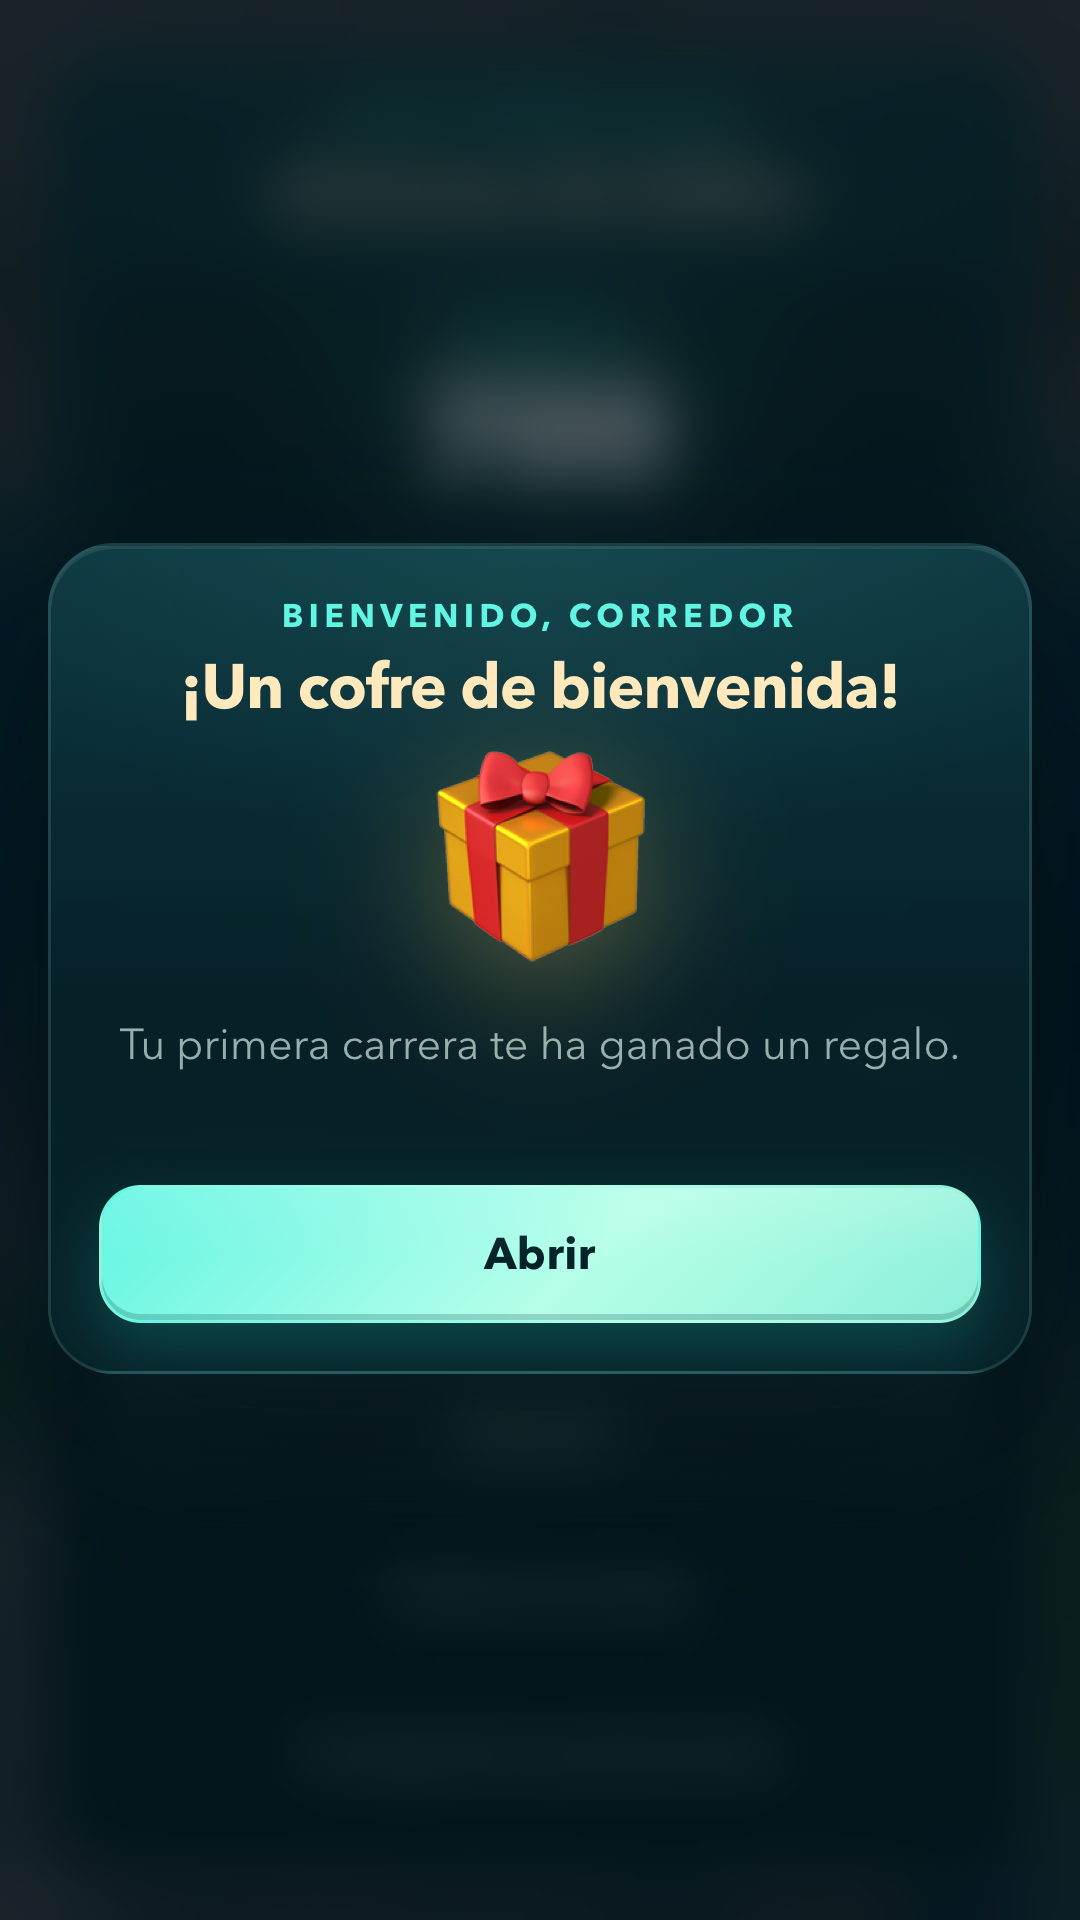 BIENVENIDO, CORREDOR
¡Un cofre de bienvenida!
Tu primera carrera te ha ganado un regalo.
Abrir